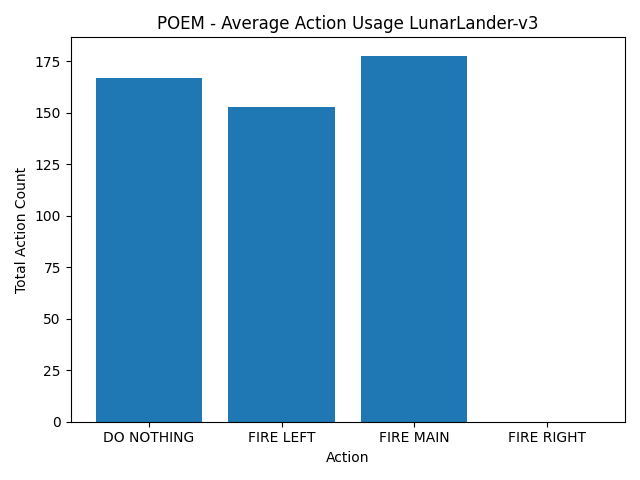 POEM - Average Action Usage LunarLander-v3
Total Action Count
175
150
125
100
75
50
25
0
DO NOTHING FIRE LEFT FIRE MAIN FIRE RIGHT
Action